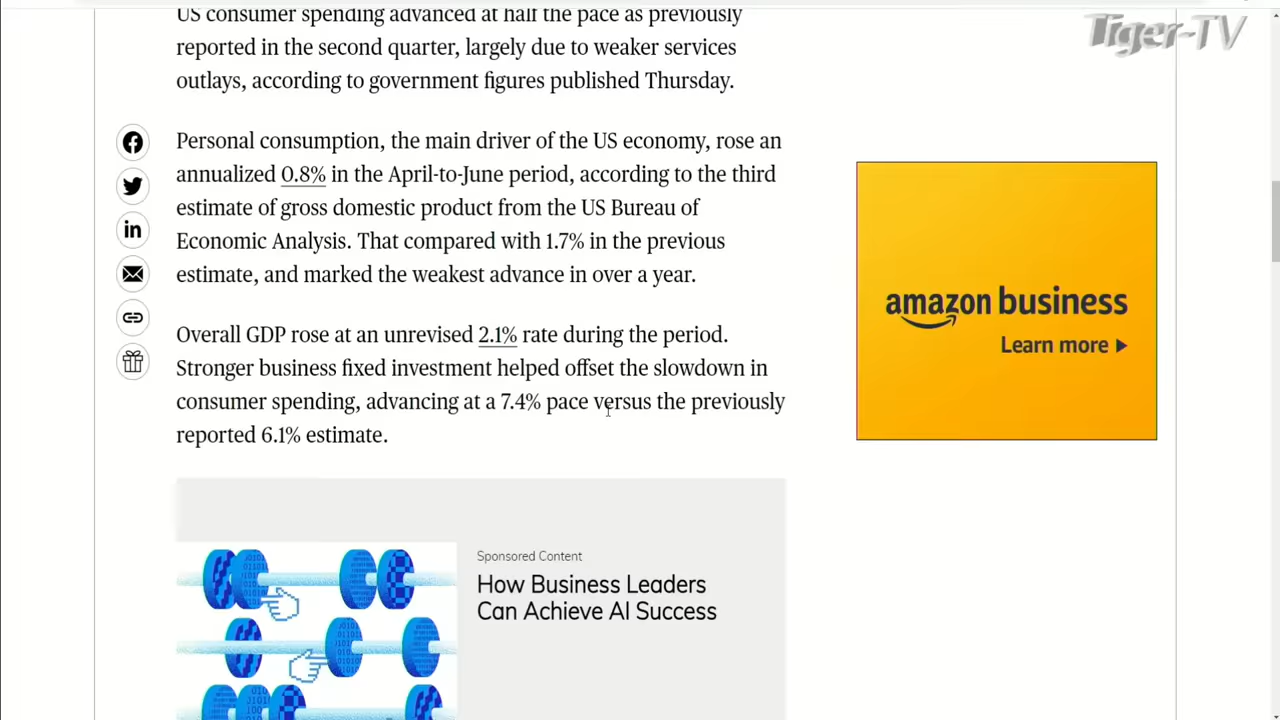 US consumer spending advanced at half the pace as previously
reported in the second quarter, largely due to weaker services
outlays, according to government figures published Thursday.
Personal consumption, the main driver of the US economy, rose an
annualized 0.8% in the April-to-June period, according to the third
estimate of gross domestic product from the US Bureau of
Economic Analysis. That compared with 1.7% in the previous
estimate, and marked the weakest advance in over a year.
Overall GDP rose at an unrevised 2.1% rate during the period.
Stronger business fixed investment helped offset the slowdown in
consumer spending, advancing at a 7.4% pace versus the previously
reported 6.1% estimate.
Sponsored Content
How Business Leaders
Can Achieve AI Success
Tiger-TV
amazon business
Learn more
in